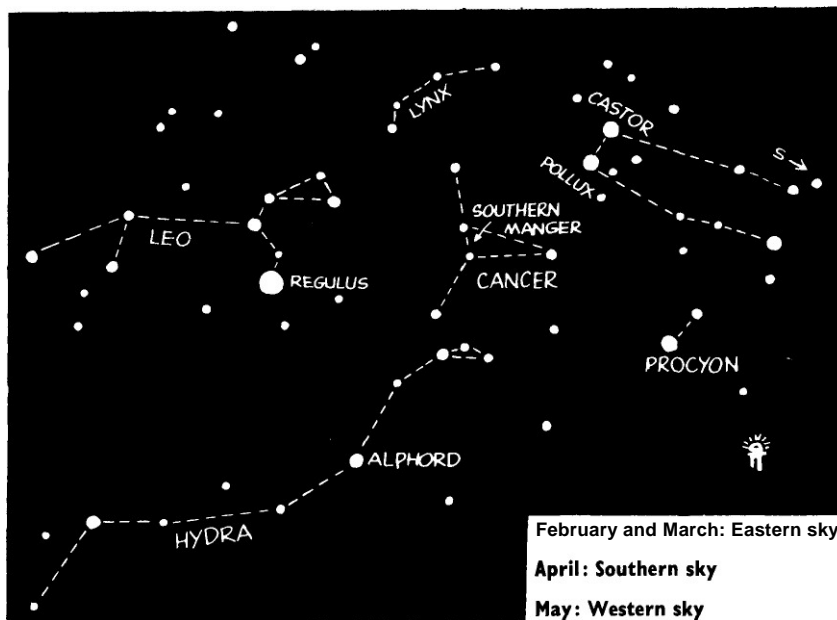 LYNX
CASTOR
S
POLLUX
SOUTHERN
MANGER
LEO
CANCER
REGULUS
PROCYON
ALPHORD
HYDRA
February and March: Eastern sky
April: Southern sky
May: Western sky